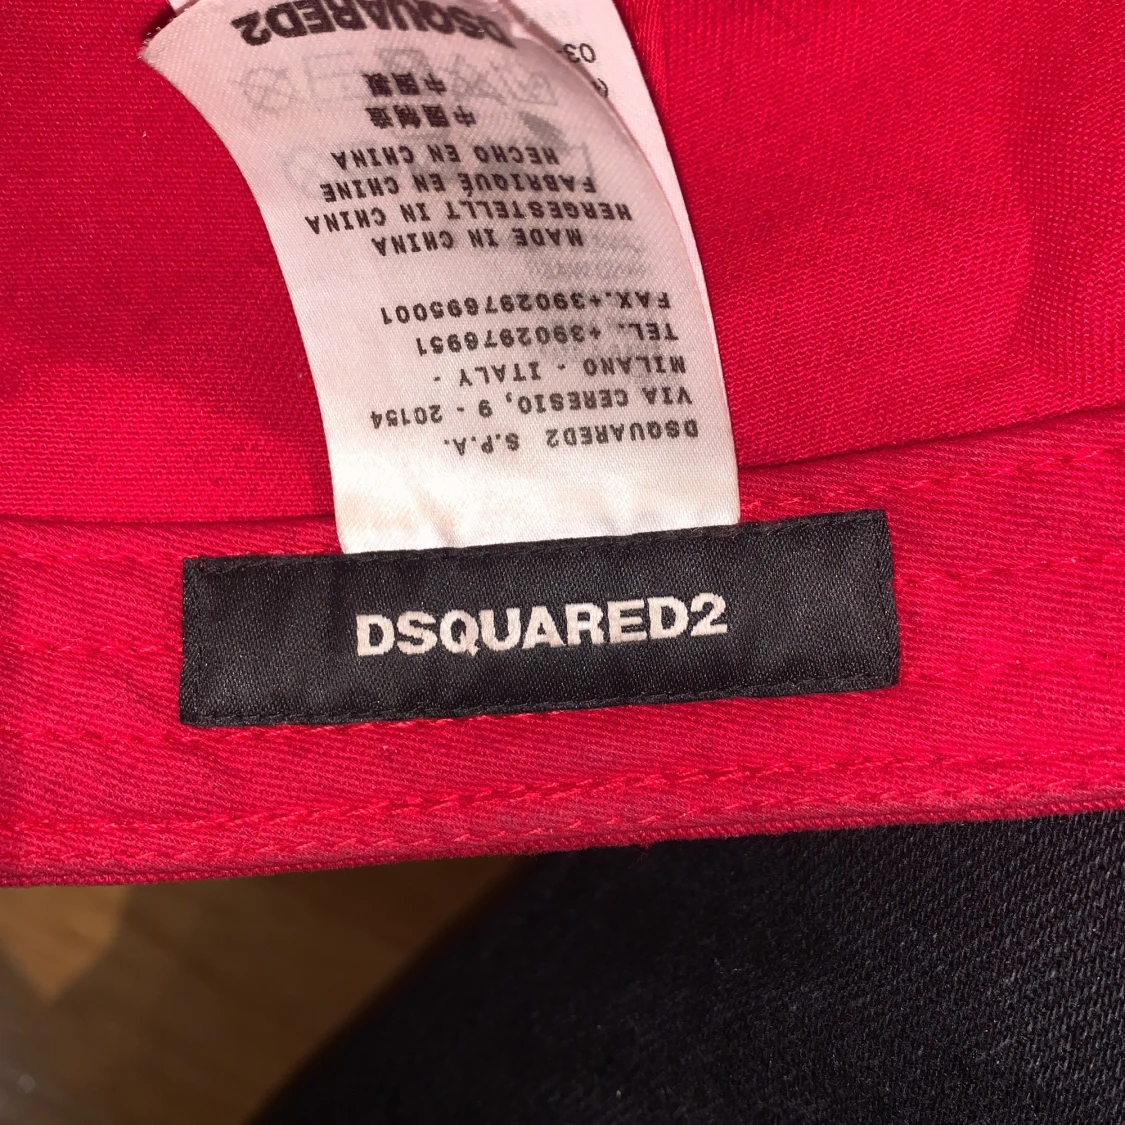 DSQUARED2
DSQUARED2 S.P.A.
VIA CERESIO, 9 - 20154
MILANO - ITALY -
TEL. +3902976951
FAX.+390297695001
MADE IN CHINA
HERGESTELLT IN CHINA
FABRIQUÉ EN CHINE
HECHO EN CHINA
中国制造
中國製
DSQUARED2
03-